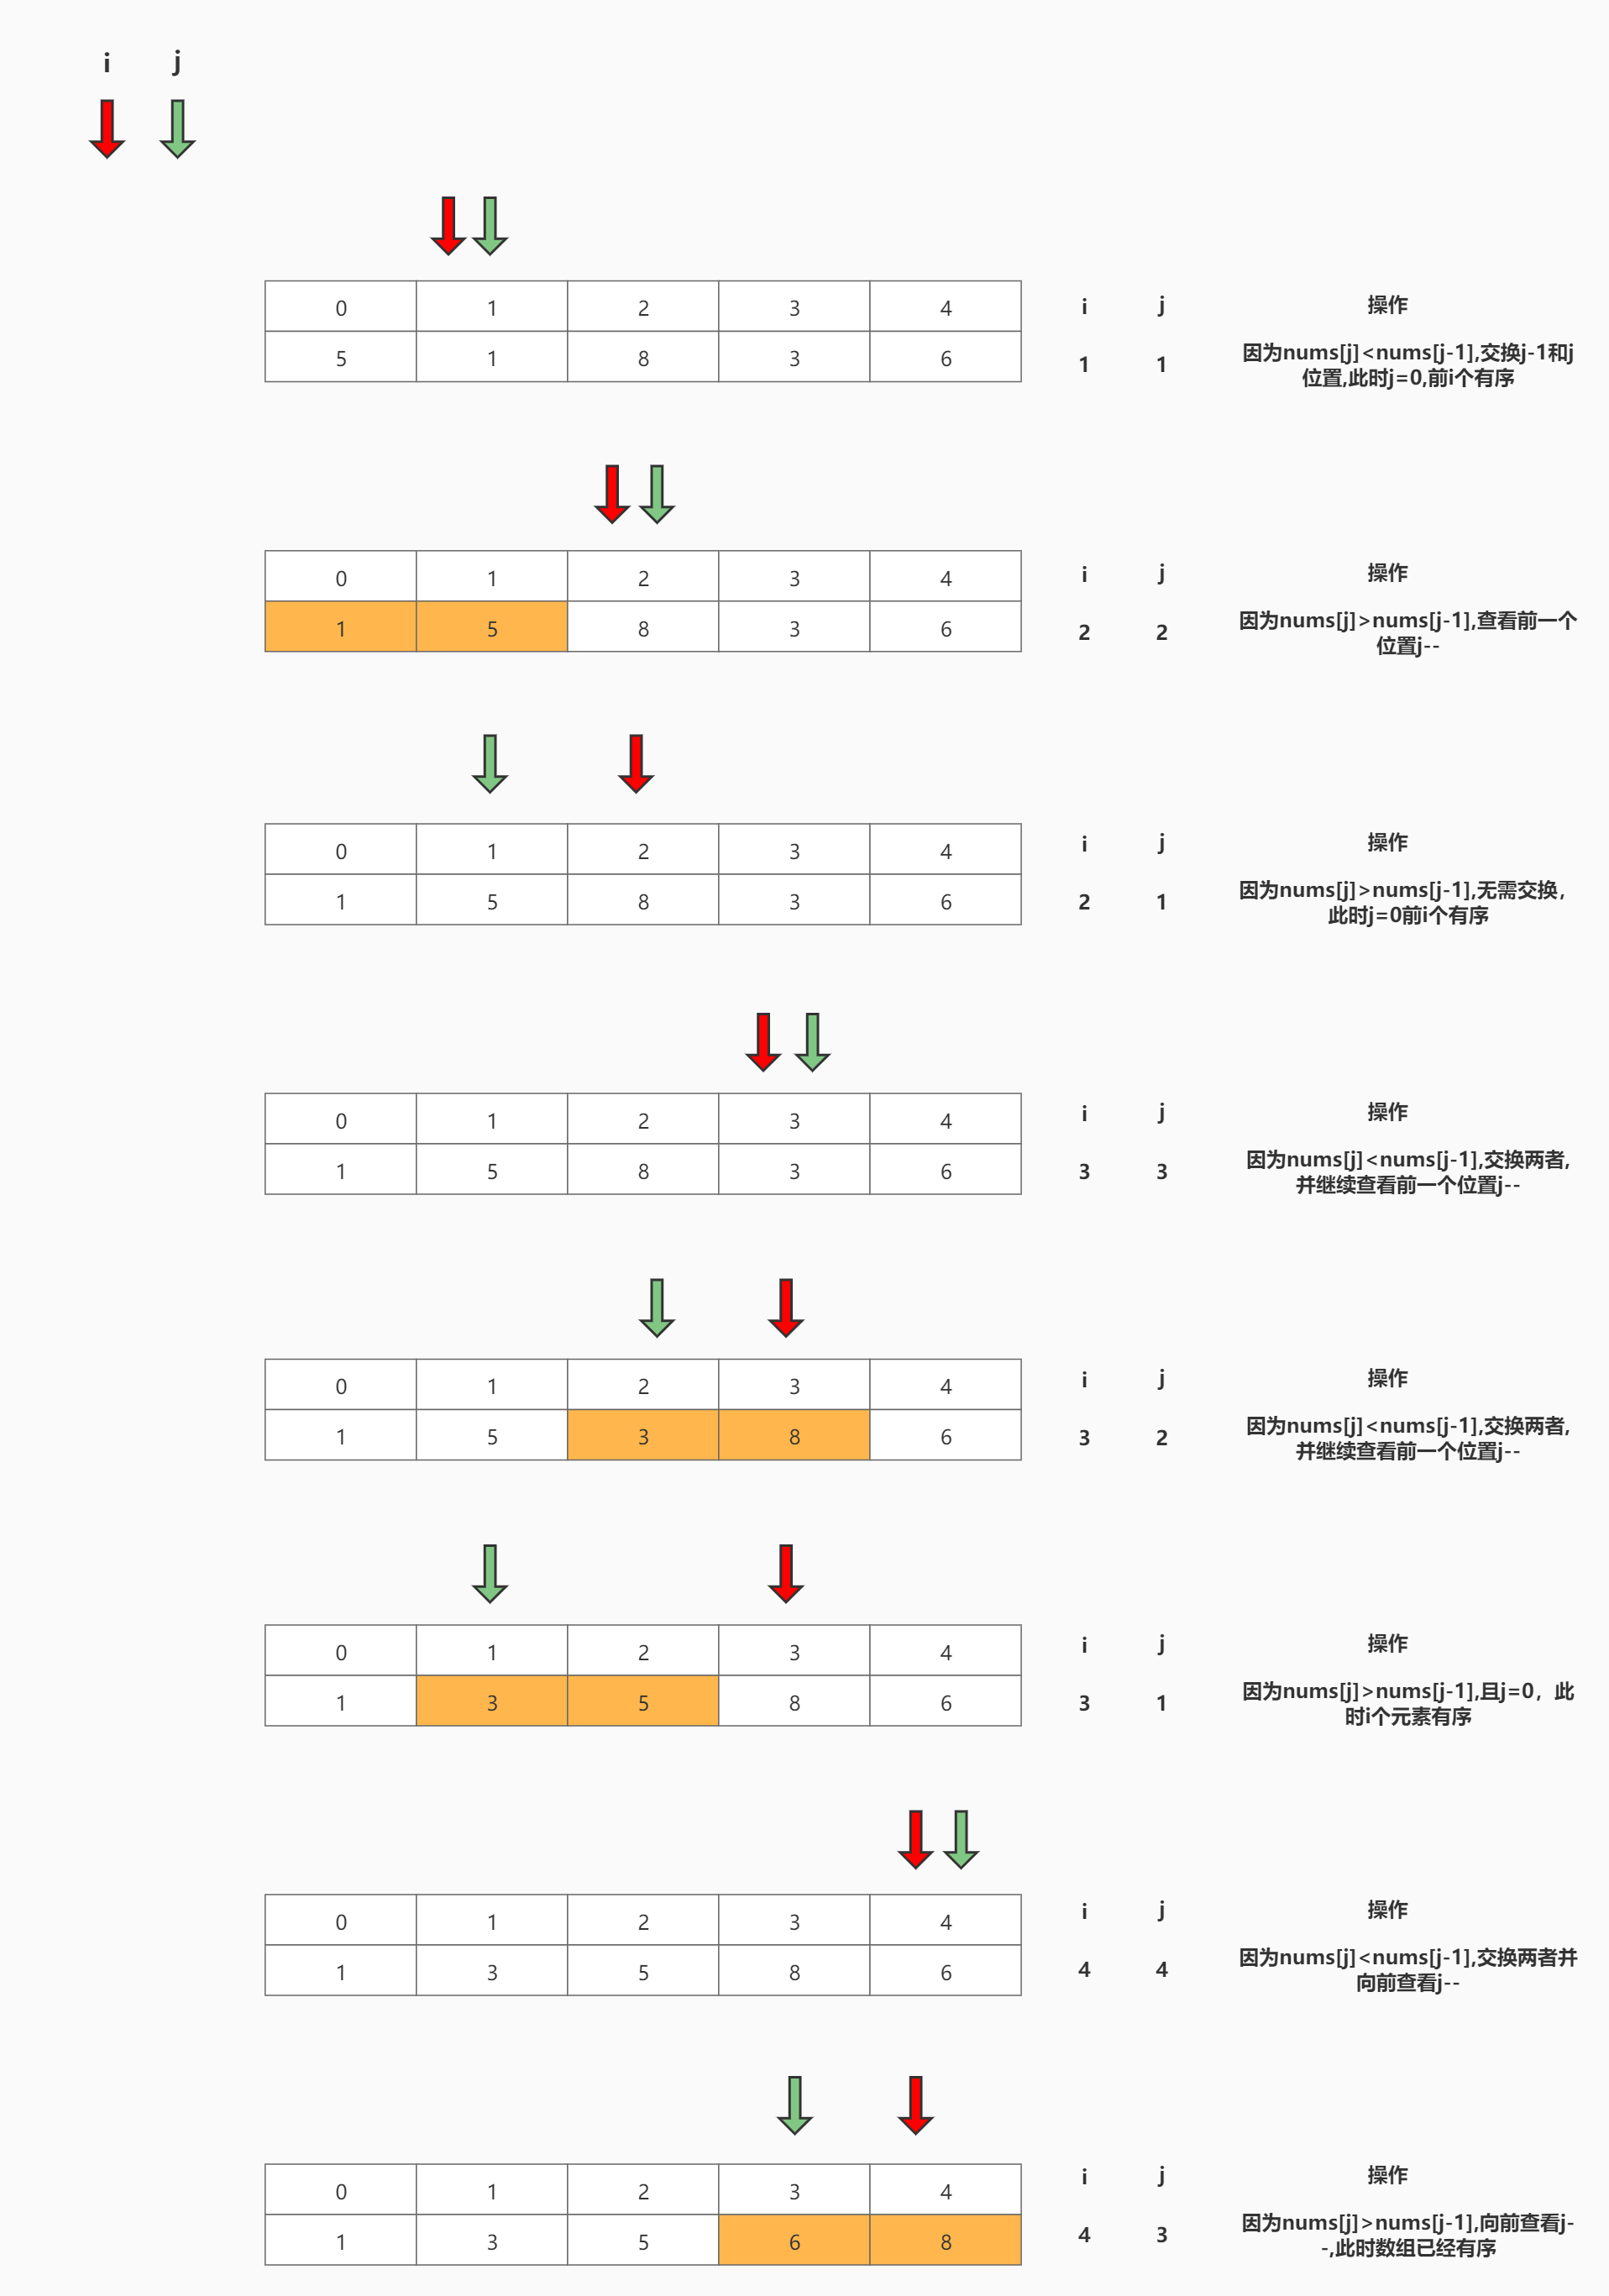 i j
0 1 2 3 4 i j 操作
5 1 8 3 6 1 1 因为nums[j]<nums[j-1],交换j-1和j
位置,此时j=0,前i个有序
0 1 2 3 4 i j 操作
1 5 8 3 6 2 2 因为nums[j]>nums[j-1],查看前一个
位置j--
0 1 2 3 4 i j 操作
1 5 8 3 6 2 1 因为nums[j]>nums[j-1],无需交换，
此时j=0前i个有序
0 1 2 3 4 i j 操作
1 5 8 3 6 3 3 因为nums[j]<nums[j-1],交换两者,
并继续查看前一个位置j--
0 1 2 3 4 i j 操作
1 5 3 8 6 3 2 因为nums[j]<nums[j-1],交换两者,
并继续查看前一个位置j--
0 1 2 3 4 i j 操作
1 3 5 8 6 3 1 因为nums[j]>nums[j-1],且j=0，此
时i个元素有序
0 1 2 3 4 i j 操作
1 3 5 8 6 4 4 因为nums[j]<nums[j-1],交换两者并
向前查看j--
0 1 2 3 4 i j 操作
1 3 5 6 8 4 3 因为nums[j]>nums[j-1],向前查看j-
-,此时数组已经有序